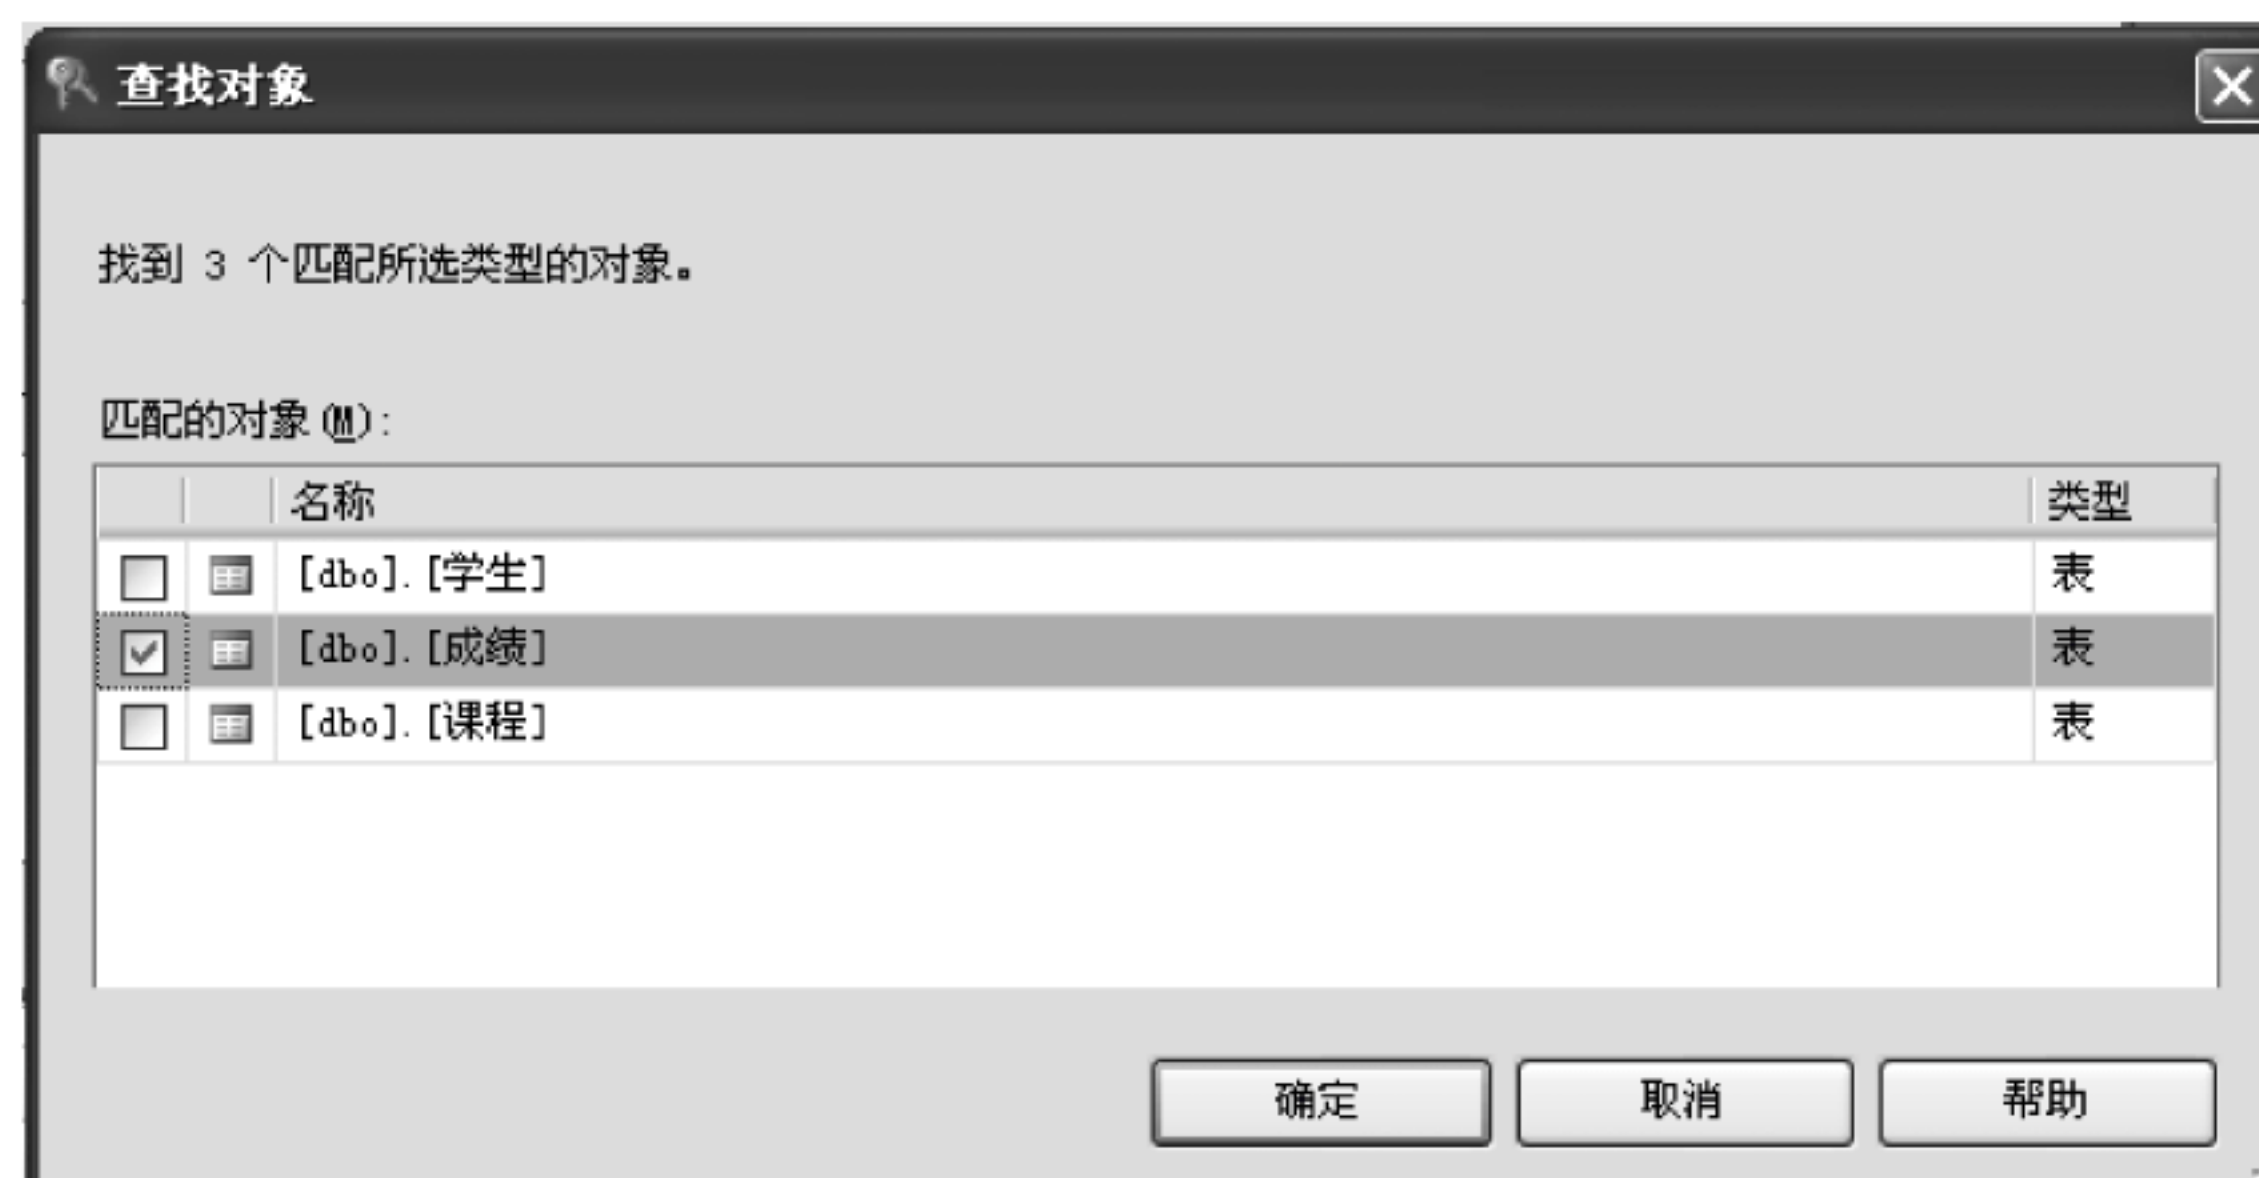 查找对象
找到 3 个匹配所选类型的对象。
匹配的对象(M):
名称 类型
[dbo].[学生] 表
[dbo].[成绩] 表
[dbo].[课程] 表
确定 取消 帮助